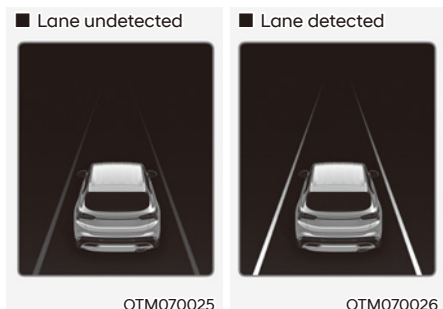 ■ Lane undetected
■ Lane detected
OTM070025
OTM070026